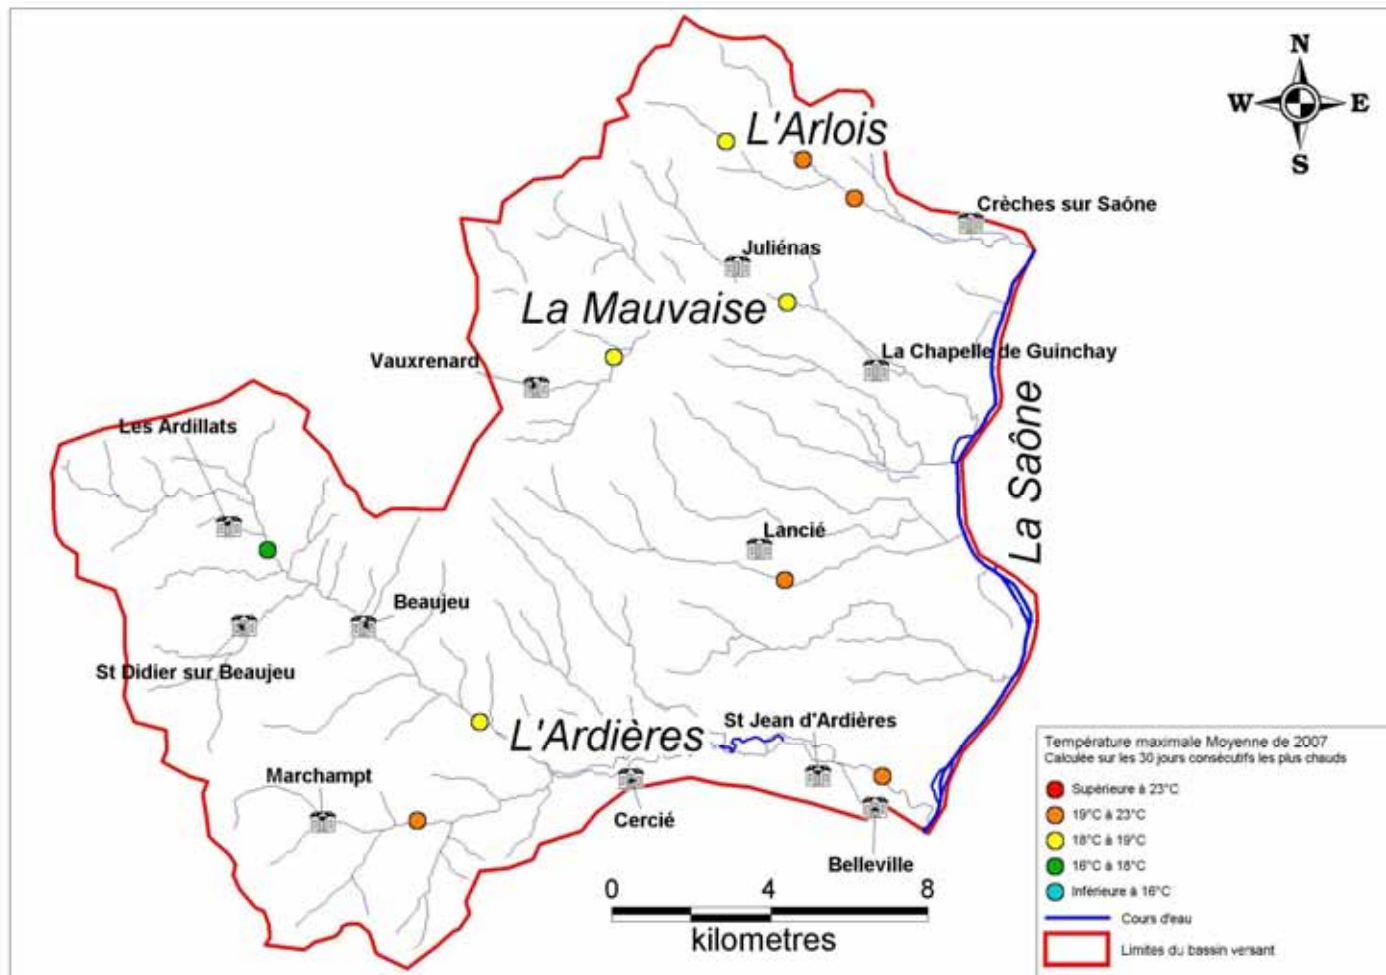 N
W E
S
L'Arlois
Crèches sur Saône
Juliénas
La Mauvaise
La Chapelle de Guinchay
Vauxrenard
La Saône
Les Ardillats
Lancié
Beaujeu
St Didier sur Beaujeu
St Jean d'Ardières
L'Ardières
Marchampt
Cercié
Belleville
0 4 8
kilometres
Température maximale Moyenne de 2007
Calculée sur les 30 jours consécutifs les plus chauds
Supérieure à 23°C
19°C à 23°C
18°C à 19°C
16°C à 18°C
Inférieure à 16°C
Cours d'eau
Limites du bassin versant